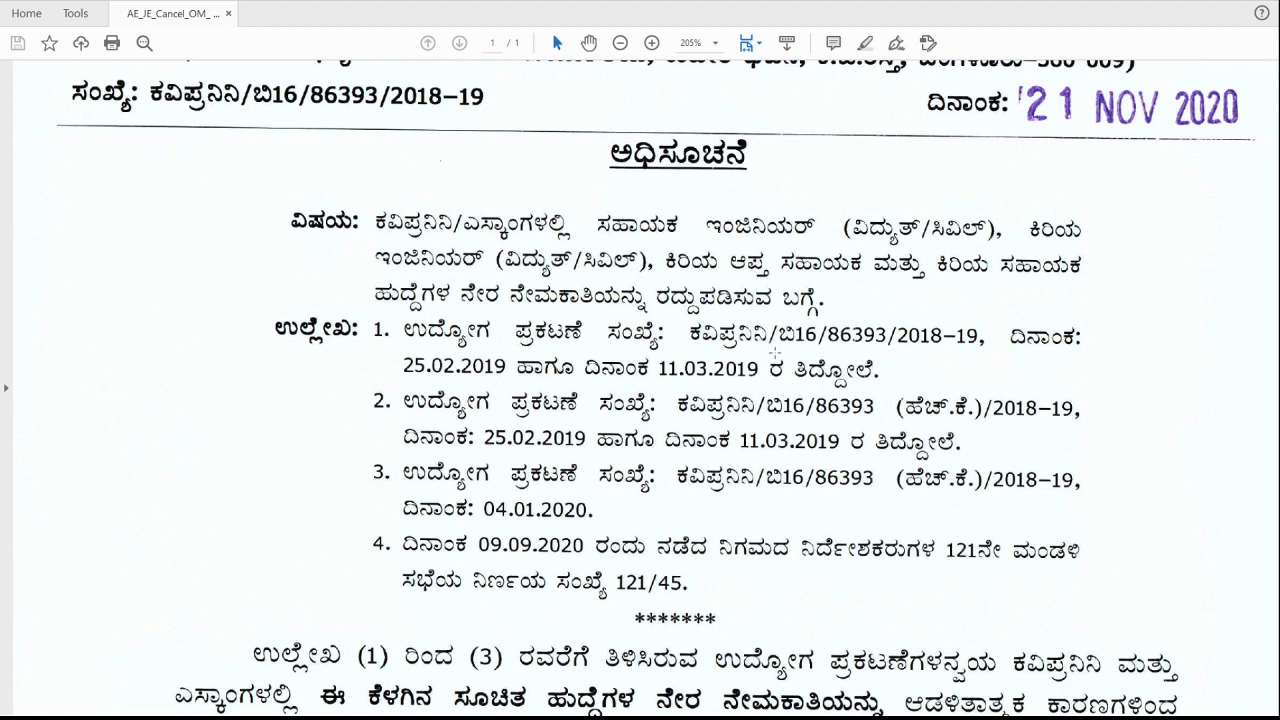 Home Tools AE_JE_Cancel_OM_ ... ×
1 / 1 205%
ಬೆಂಗಳೂರು-560 009)
ಸಂಖ್ಯೆ: ಕವಿಪ್ರನಿನಿ/ಬಿ16/86393/2018-19 ದಿನಾಂಕ: 21 NOV 2020
ಅಧಿಸೂಚನೆ
ವಿಷಯ: ಕವಿಪ್ರನಿನಿ/ಎಸ್ಕಾಂಗಳಲ್ಲಿ ಸಹಾಯಕ ಇಂಜಿನಿಯರ್ (ವಿದ್ಯುತ್/ಸಿವಿಲ್), ಕಿರಿಯ
ಇಂಜಿನಿಯರ್ (ವಿದ್ಯುತ್/ಸಿವಿಲ್), ಕಿರಿಯ ಆಪ್ತ ಸಹಾಯಕ ಮತ್ತು ಕಿರಿಯ ಸಹಾಯಕ
ಹುದ್ದೆಗಳ ನೇರ ನೇಮಕಾತಿಯನ್ನು ರದ್ದುಪಡಿಸುವ ಬಗ್ಗೆ.
ಉಲ್ಲೇಖ: 1. ಉದ್ಯೋಗ ಪ್ರಕಟಣೆ ಸಂಖ್ಯೆ: ಕವಿಪ್ರನಿನಿ/ಬಿ16/86393/2018-19, ದಿನಾಂಕ:
25.02.2019 ಹಾಗೂ ದಿನಾಂಕ 11.03.2019 ರ ತಿದ್ದೋಲೆ.
2. ಉದ್ಯೋಗ ಪ್ರಕಟಣೆ ಸಂಖ್ಯೆ: ಕವಿಪ್ರನಿನಿ/ಬಿ16/86393 (ಹೆಚ್.ಕೆ.)/2018-19,
ದಿನಾಂಕ: 25.02.2019 ಹಾಗೂ ದಿನಾಂಕ 11.03.2019 ರ ತಿದ್ದೋಲೆ.
3. ಉದ್ಯೋಗ ಪ್ರಕಟಣೆ ಸಂಖ್ಯೆ: ಕವಿಪ್ರನಿನಿ/ಬಿ16/86393 (ಹೆಚ್.ಕೆ.)/2018-19,
ದಿನಾಂಕ: 04.01.2020.
4. ದಿನಾಂಕ 09.09.2020 ರಂದು ನಡೆದ ನಿಗಮದ ನಿರ್ದೇಶಕರುಗಳ 121ನೇ ಮಂಡಳಿ
ಸಭೆಯ ನಿರ್ಣಯ ಸಂಖ್ಯೆ 121/45.
*******
ಉಲ್ಲೇಖ (1) ರಿಂದ (3) ರವರೆಗೆ ತಿಳಿಸಿರುವ ಉದ್ಯೋಗ ಪ್ರಕಟಣೆಗಳನ್ವಯ ಕವಿಪ್ರನಿನಿ ಮತ್ತು
ಎಸ್ಕಾಂಗಳಲ್ಲಿ ಈ ಕೆಳಗಿನ ಸೂಚಿತ ಹುದ್ದೆಗಳ ನೇರ ನೇಮಕಾತಿಯನ್ನು, ಆಡಳಿತಾತ್ಮಕ ಕಾರಣಗಳಿಂದ